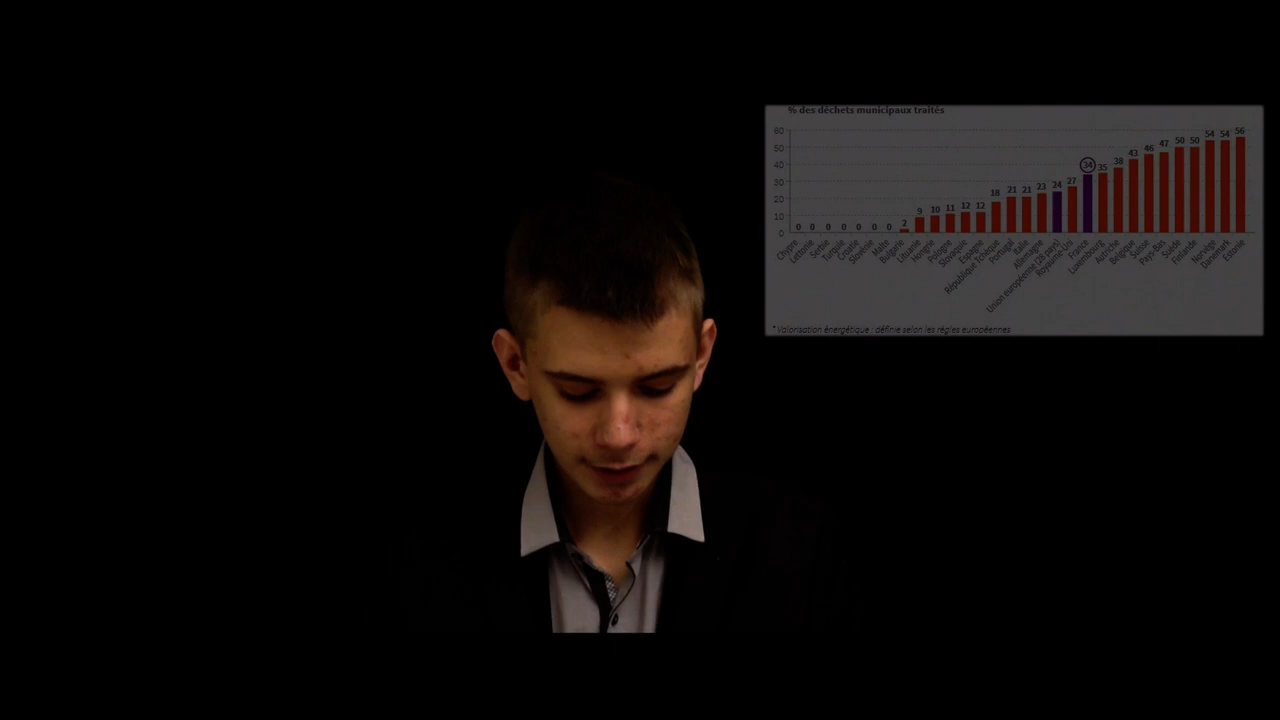 % des déchets municipaux traités
60
50
40
30
20
10
0
0 0 0 0 0 0 0 2 9 10 11 12 12 18 21 21 23 24 27 34 35 38 43 46 47 50 50 54 54 56
Chypre
Lettonie
Serbie
Turquie
Croatie
Slovénie
Malte
Bulgarie
Lituanie
Hongrie
Pologne
Slovaquie
Espagne
République Tchèque
Portugal
Italie
Allemagne
Union européenne (28 pays)
Royaume-Uni
France
Luxembourg
Autriche
Belgique
Suisse
Pays-Bas
Suède
Finlande
Norvège
Danemark
Estonie
* Valorisation énergétique : définie selon les règles européennes